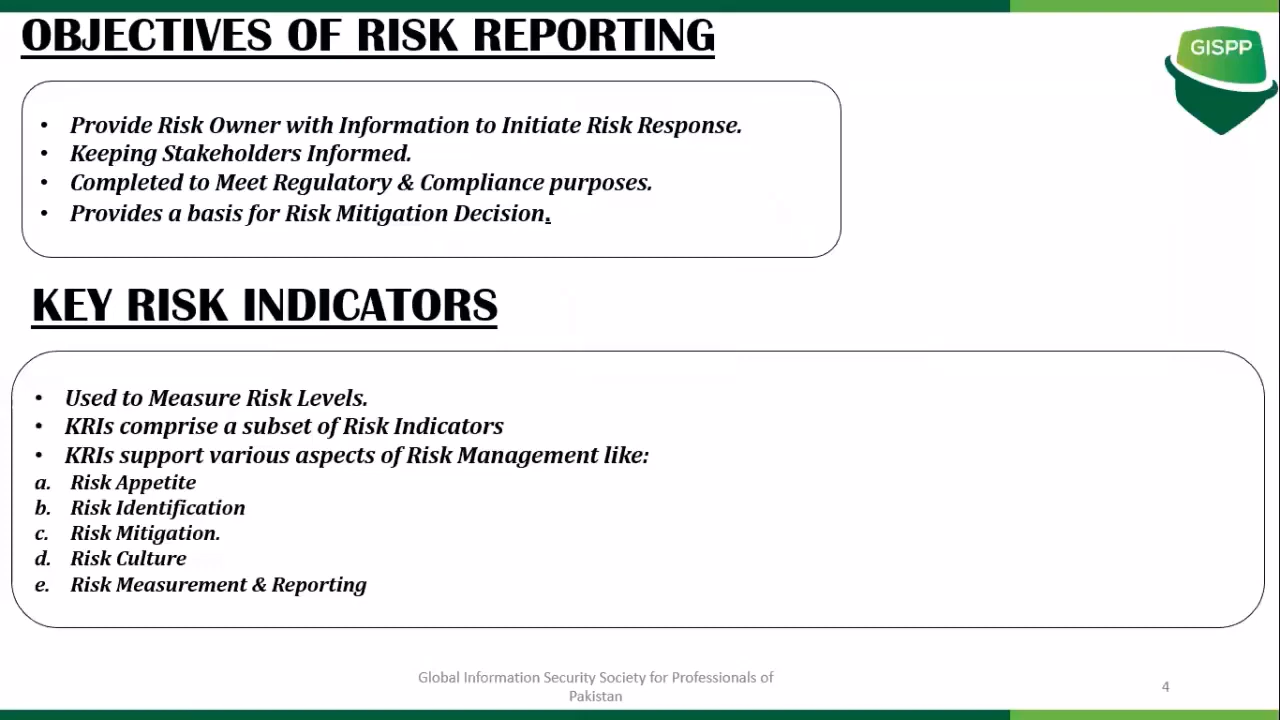 OBJECTIVES OF RISK REPORTING
GISPP
• Provide Risk Owner with Information to Initiate Risk Response.
• Keeping Stakeholders Informed.
• Completed to Meet Regulatory & Compliance purposes.
• Provides a basis for Risk Mitigation Decision.
KEY RISK INDICATORS
• Used to Measure Risk Levels.
• KRIs comprise a subset of Risk Indicators
• KRIs support various aspects of Risk Management like:
a. Risk Appetite
b. Risk Identification
c. Risk Mitigation.
d. Risk Culture
e. Risk Measurement & Reporting
Global Information Security Society for Professionals of
Pakistan
4